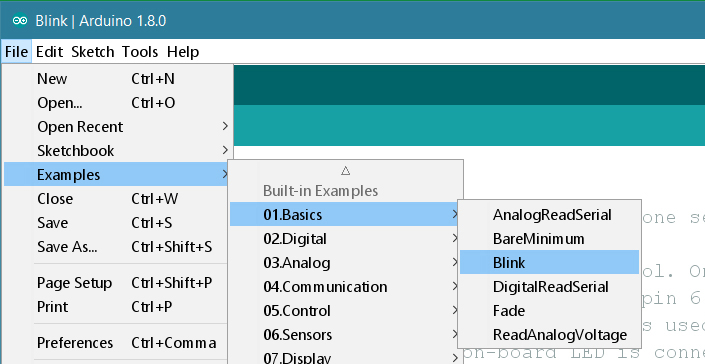 Blink | Arduino 1.8.0
File Edit Sketch Tools Help
New Ctrl+N
Open... Ctrl+O
Open Recent
Sketchbook
Examples
Close Ctrl+W
Save Ctrl+S
Save As... Ctrl+Shift+S
Page Setup Ctrl+Shift+P
Print Ctrl+P
Preferences Ctrl+Comma
Built-in Examples
01.Basics
02.Digital
03.Analog
04.Communication
05.Control
06.Sensors
07.Display
AnalogReadSerial
BareMinimum
Blink
DigitalReadSerial
Fade
ReadAnalogVoltage
one se
ol. On
pin 6
s used
on-board LED is conne